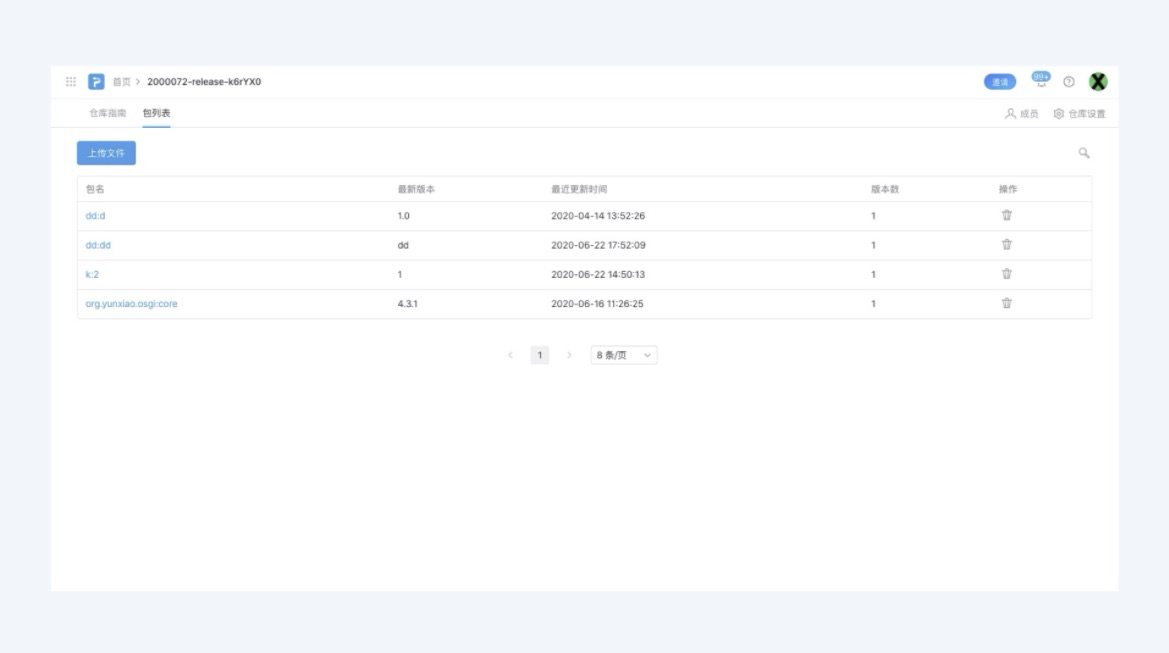 首页 > 2000072-release-k6rYX0 邀请 99+
仓库指南 包列表 成员 仓库设置
上传文件
包名 最新版本 最近更新时间 版本数 操作
dd:d 1.0 2020-04-14 13:52:26 1
dd:dd dd 2020-06-22 17:52:09 1
k:2 1 2020-06-22 14:50:13 1
org.yunxiao.osgi:core 4.3.1 2020-06-16 11:26:25 1
< 1 > 8 条/页